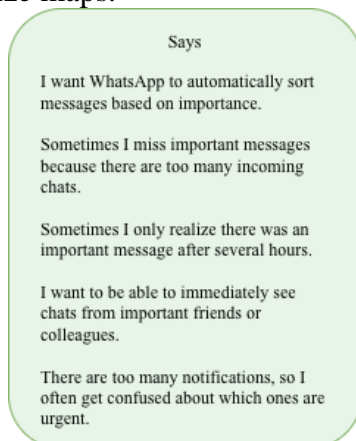 ze maps.
Says
I want WhatsApp to automatically sort
messages based on importance.
Sometimes I miss important messages
because there are too many incoming
chats.
Sometimes I only realize there was an
important message after several hours.
I want to be able to immediately see
chats from important friends or
colleagues.
There are too many notifications, so I
often get confused about which ones are
urgent.